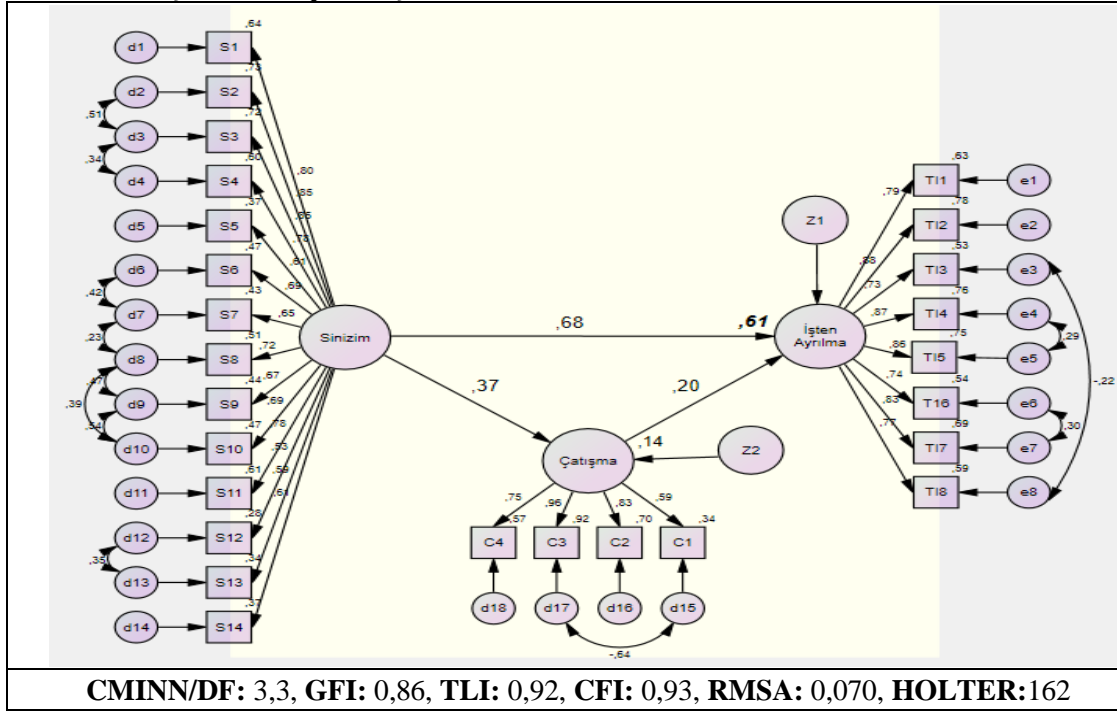 ,64
d1 S1
,73
d2 S2
,51
,72
d3 S3
,34
,60
d4 S4
,37
d5 S5
,47
d6 S6
,42
,43
d7 S7
,23
,51
d8 S8
,47
,44
d9 S9
,39
,54
,47
d10 S10
,61
d11 S11
,28
d12 S12
,35
,34
d13 S13
,37
d14 S14
,80
,85
,85
,78
,61
,69
,65
,72
,67
,69
,78
,53
,59
,61
Sinizim
,68
,61
,37
,20
Z1
İşten
Ayrılma
Çatışma
,14
Z2
,75 ,96 ,83 ,59
,57 ,92 ,70 ,34
C4 C3 C2 C1
d18 d17 d16 d15
-,64
,79
,88
,73
,87
,86
,74
,83
,77
,63
TI1 e1
,78
TI2 e2
,53
TI3 e3
,76
TI4 e4
,75
,29
TI5 e5
,54
-,22
T16 e6
,69
,30
TI7 e7
,59
TI8 e8
CMINN/DF: 3,3, GFI: 0,86, TLI: 0,92, CFI: 0,93, RMSA: 0,070, HOLTER:162